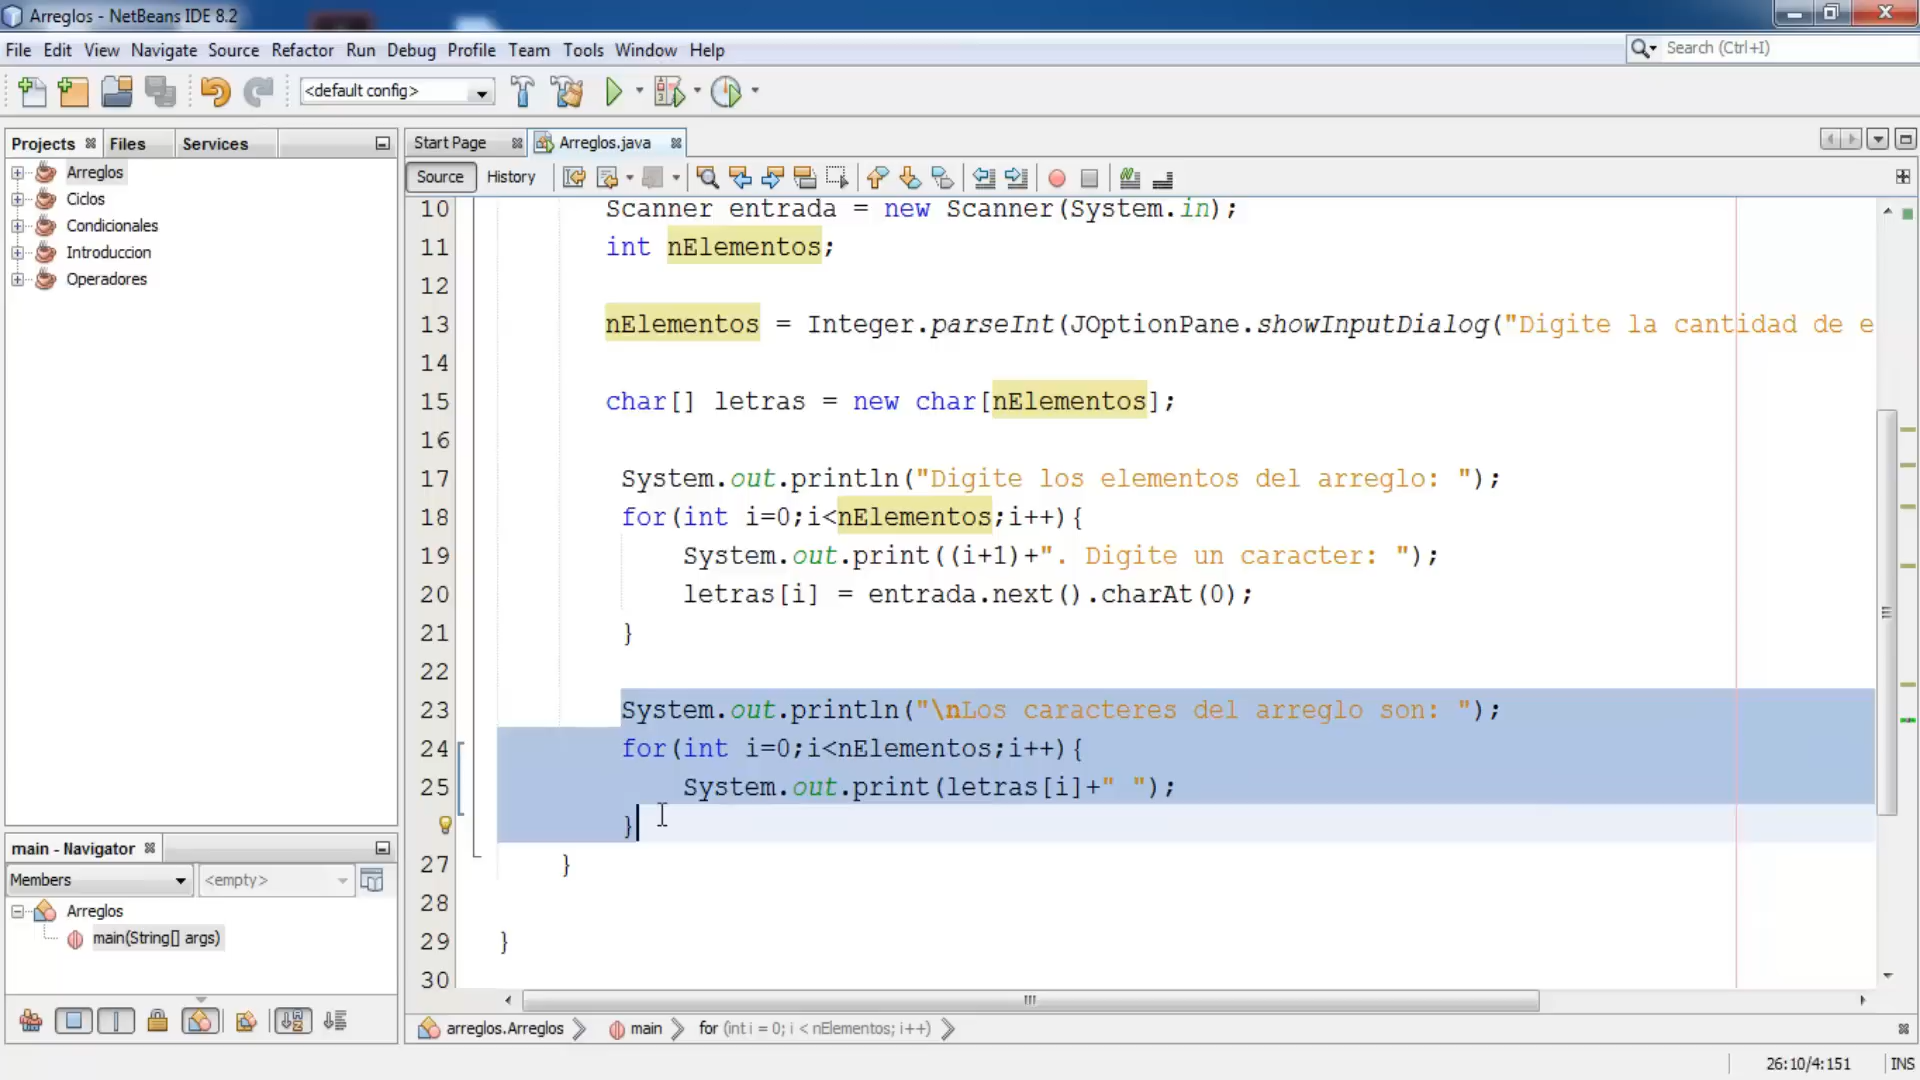 Arreglos - NetBeans IDE 8.2
File Edit View Navigate Source Refactor Run Debug Profile Team Tools Window Help
Search (Ctrl+I)
<default config>
Projects Files Services
Arreglos
Ciclos
Condicionales
Introduccion
Operadores
Start Page Arreglos.java
Source History
10 Scanner entrada = new Scanner(System.in);
11 int nElementos;
12
13 nElementos = Integer.parseInt(JOptionPane.showInputDialog("Digite la cantidad de e
14
15 char[] letras = new char[nElementos];
16
17 System.out.println("Digite los elementos del arreglo: ");
18 for(int i=0;i<nElementos;i++){
19 System.out.print((i+1)+". Digite un caracter: ");
20 letras[i] = entrada.next().charAt(0);
21 }
22
23 System.out.println("\nLos caracteres del arreglo son: ");
24 for(int i=0;i<nElementos;i++){
25 System.out.print(letras[i]+" ");
}
27 }
28
29 }
30
main - Navigator
Members <empty>
Arreglos
main(String[] args)
arreglos.Arreglos main for (int i = 0; i < nElementos; i++)
26:10/4:151 INS